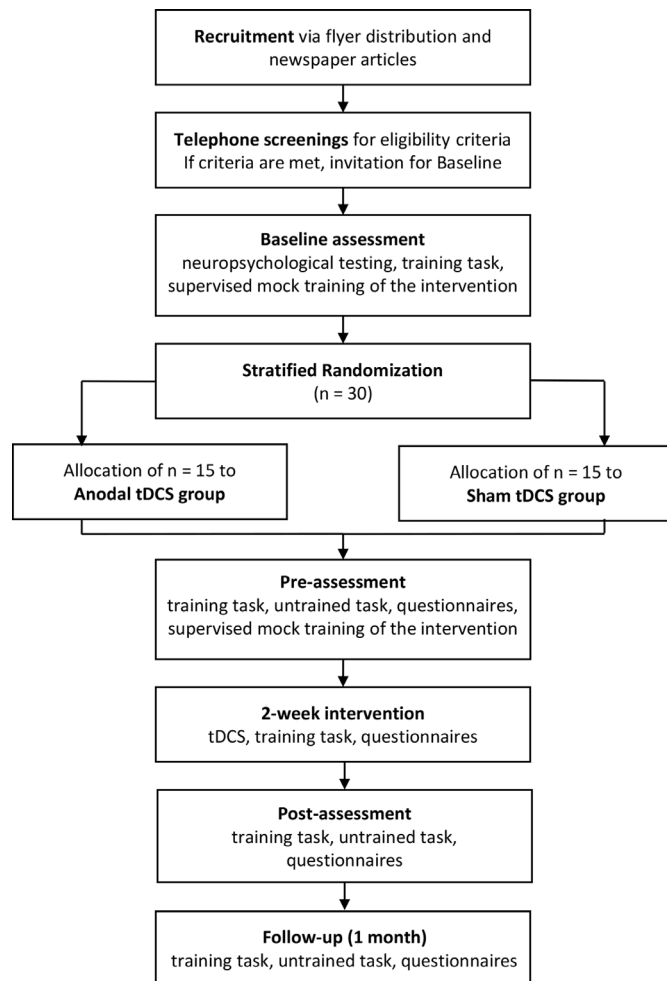 Recruitment via flyer distribution and
newspaper articles
Telephone screenings for eligibility criteria
If criteria are met, invitation for Baseline
Baseline assessment
neuropsychological testing, training task,
supervised mock training of the intervention
Stratified Randomization
(n = 30)
Allocation of n = 15 to
Anodal tDCS group
Allocation of n = 15 to
Sham tDCS group
Pre-assessment
training task, untrained task, questionnaires,
supervised mock training of the intervention
2-week intervention
tDCS, training task, questionnaires
Post-assessment
training task, untrained task,
questionnaires
Follow-up (1 month)
training task, untrained task, questionnaires